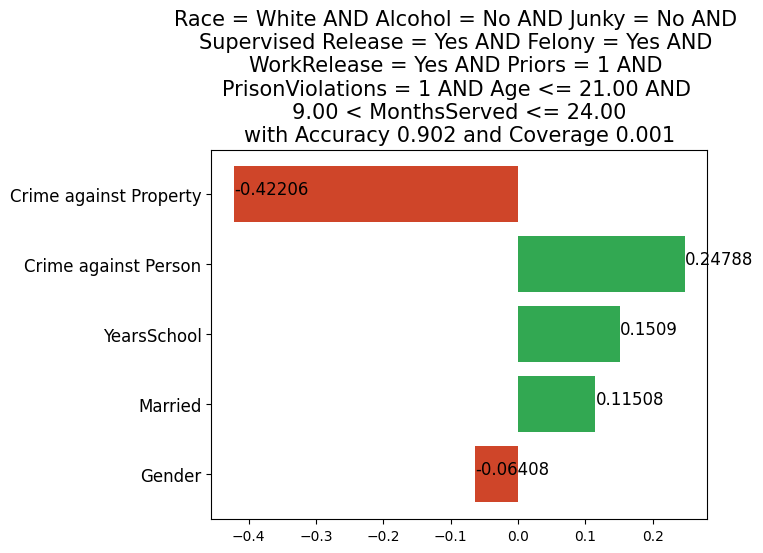 Race = White AND Alcohol = No AND Junky = No AND
Supervised Release = Yes AND Felony = Yes AND
WorkRelease = Yes AND Priors = 1 AND
PrisonViolations = 1 AND Age <= 21.00 AND
9.00 < MonthsServed <= 24.00
with Accuracy 0.902 and Coverage 0.001
Crime against Property
-0.42206
Crime against Person
0.24788
YearsSchool
0.1509
Married
0.11508
Gender
-0.06408
−0.4 −0.3 −0.2 −0.1 0.0 0.1 0.2